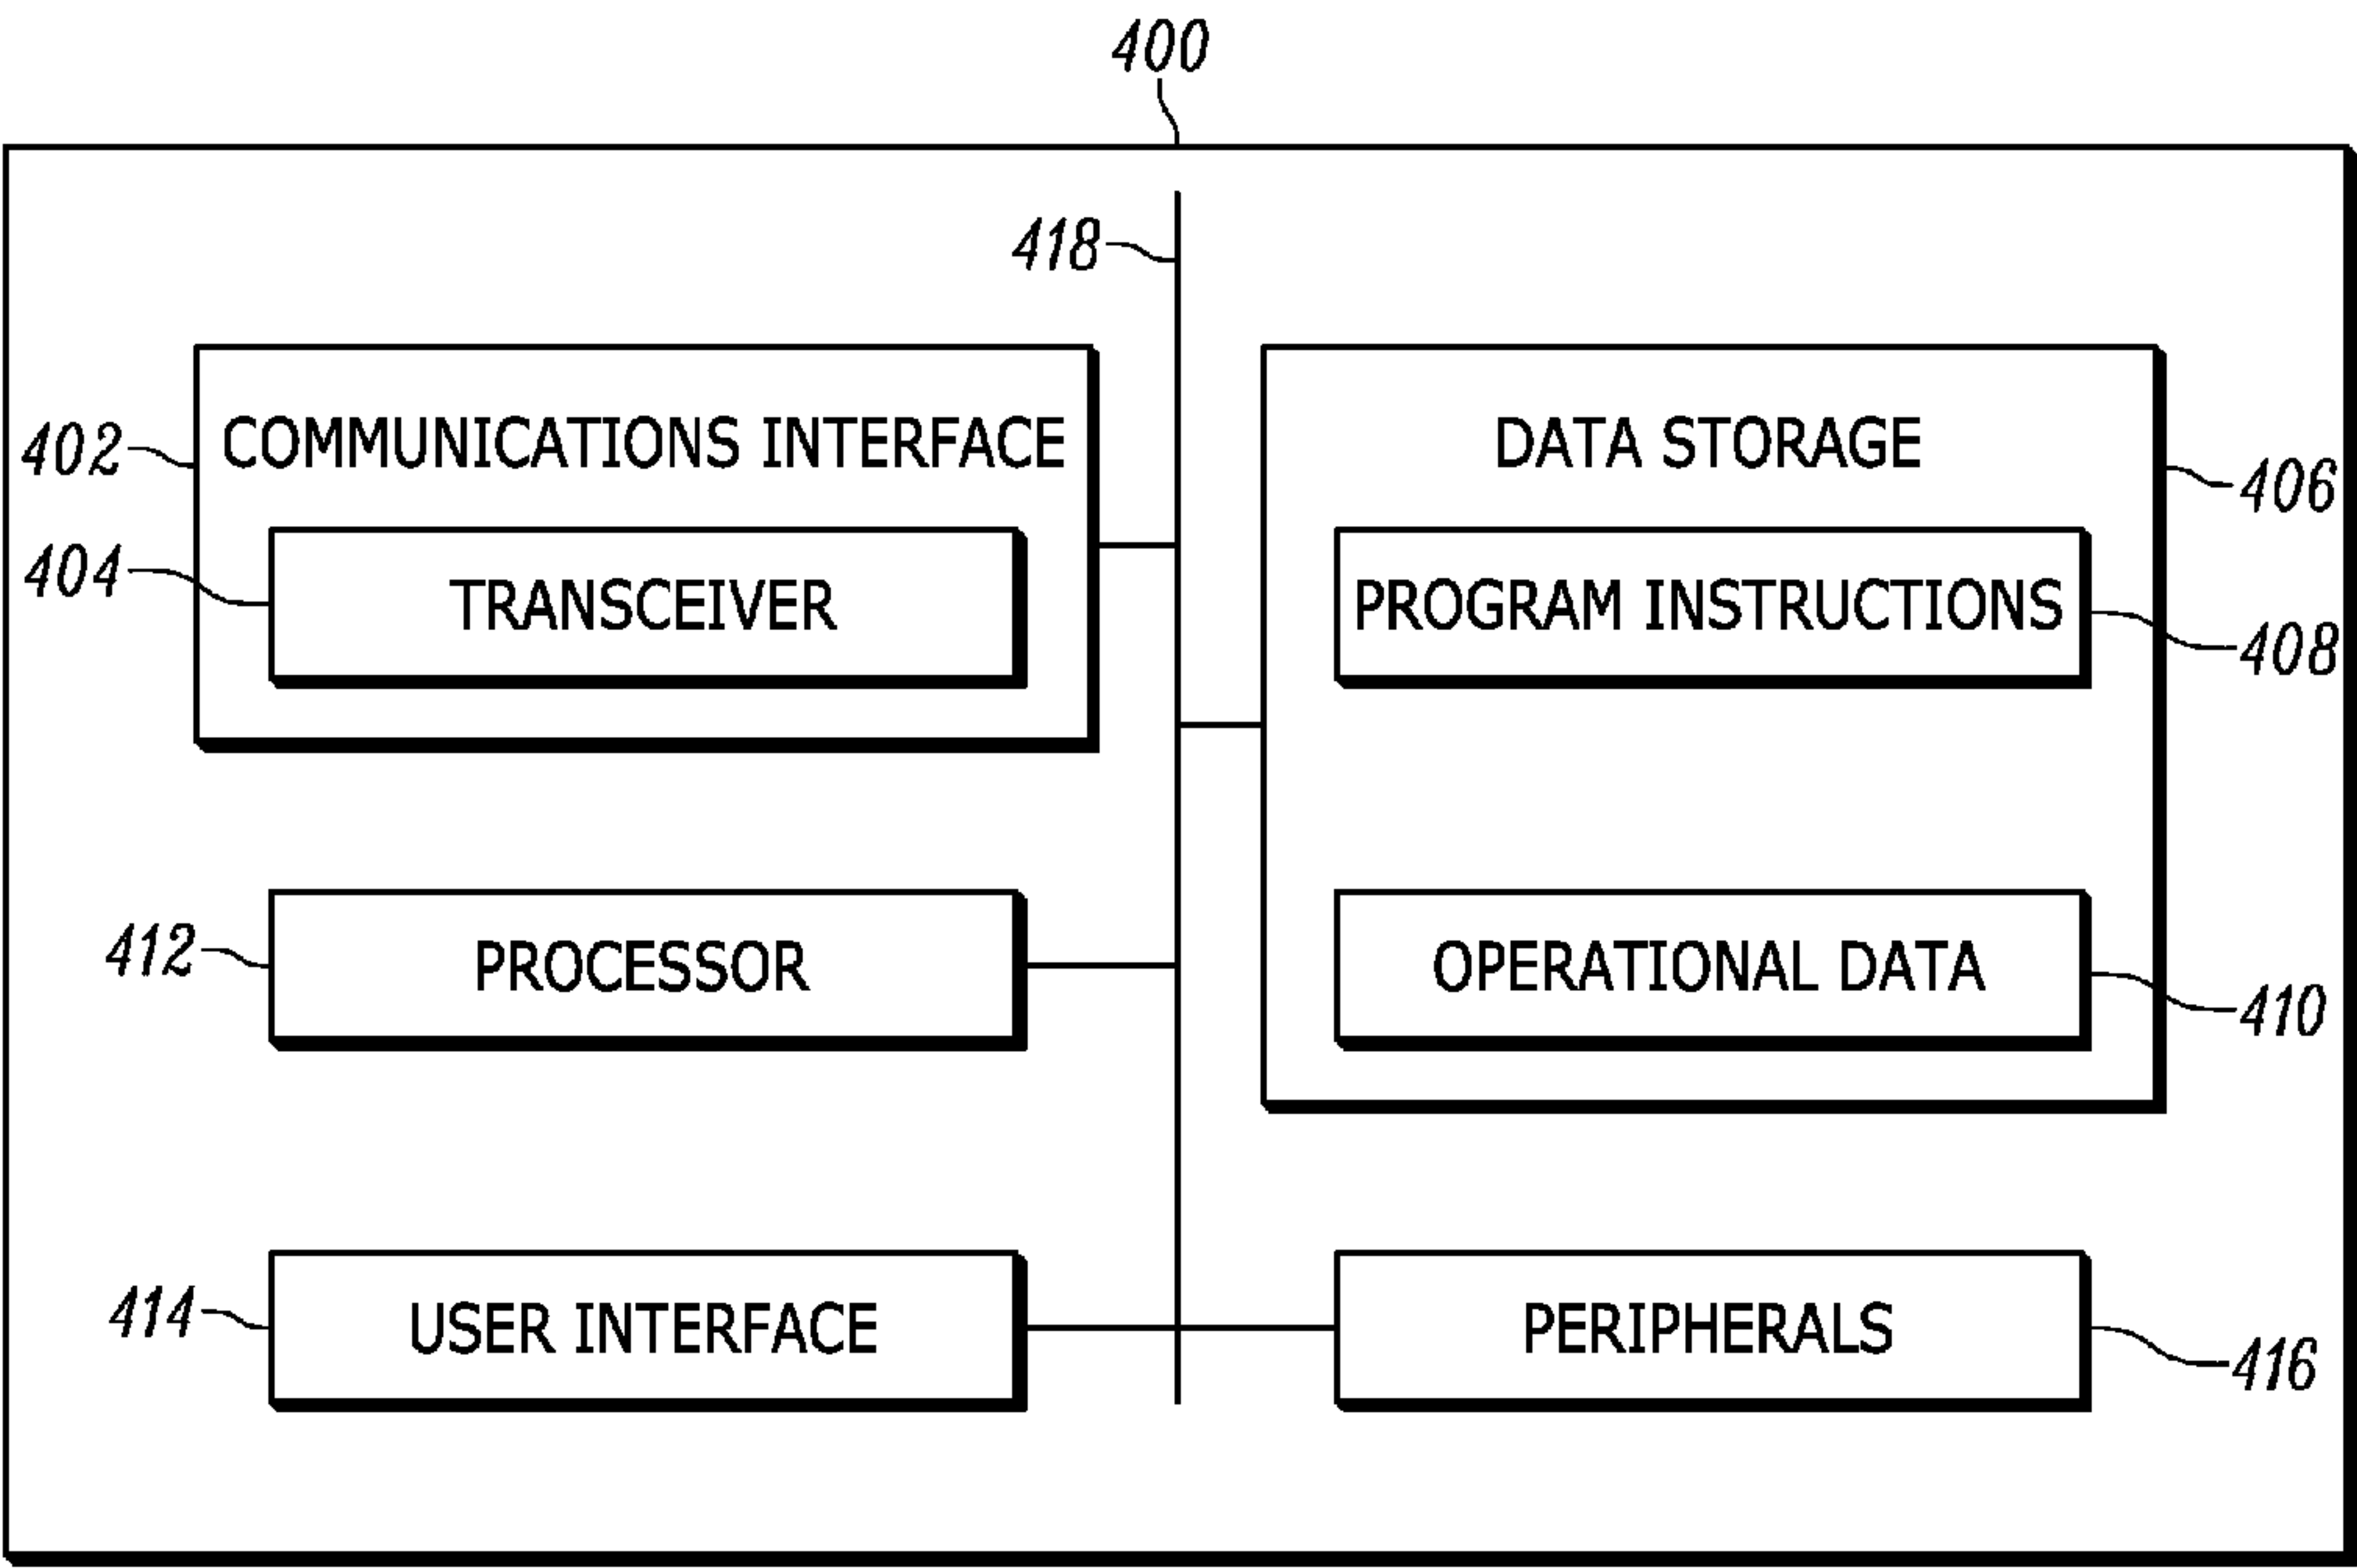 400
418
402
COMMUNICATIONS INTERFACE
DATA STORAGE
406
404
TRANSCEIVER
PROGRAM INSTRUCTIONS
408
412
PROCESSOR
OPERATIONAL DATA
410
414
USER INTERFACE
PERIPHERALS
416